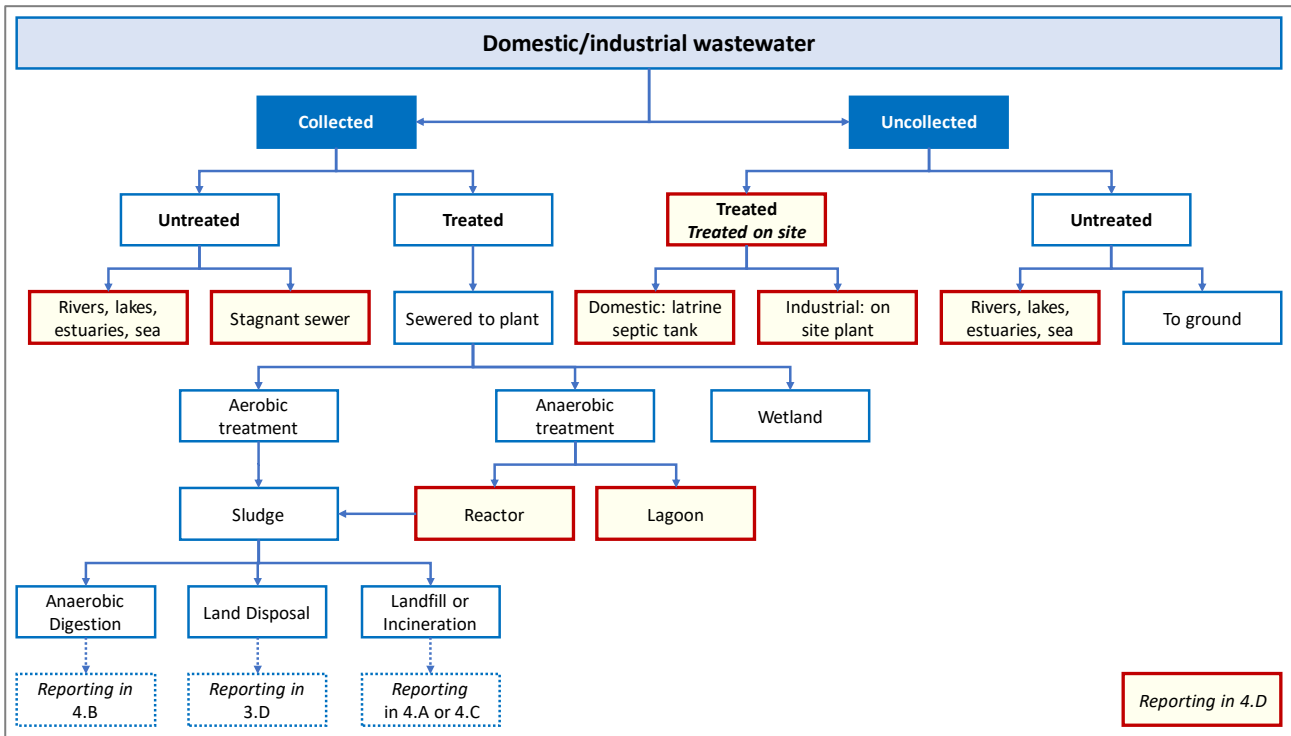 Domestic/industrial wastewater
Collected
Uncollected
Untreated
Treated
Treated
Treated on site
Untreated
Rivers, lakes,
estuaries, sea
Stagnant sewer
Sewered to plant
Domestic: latrine
septic tank
Industrial: on
site plant
Rivers, lakes,
estuaries, sea
To ground
Aerobic
treatment
Anaerobic
treatment
Wetland
Sludge
Reactor
Lagoon
Anaerobic
Digestion
Land Disposal
Landfill or
Incineration
Reporting in
4.B
Reporting in
3.D
Reporting
in 4.A or 4.C
Reporting in 4.D